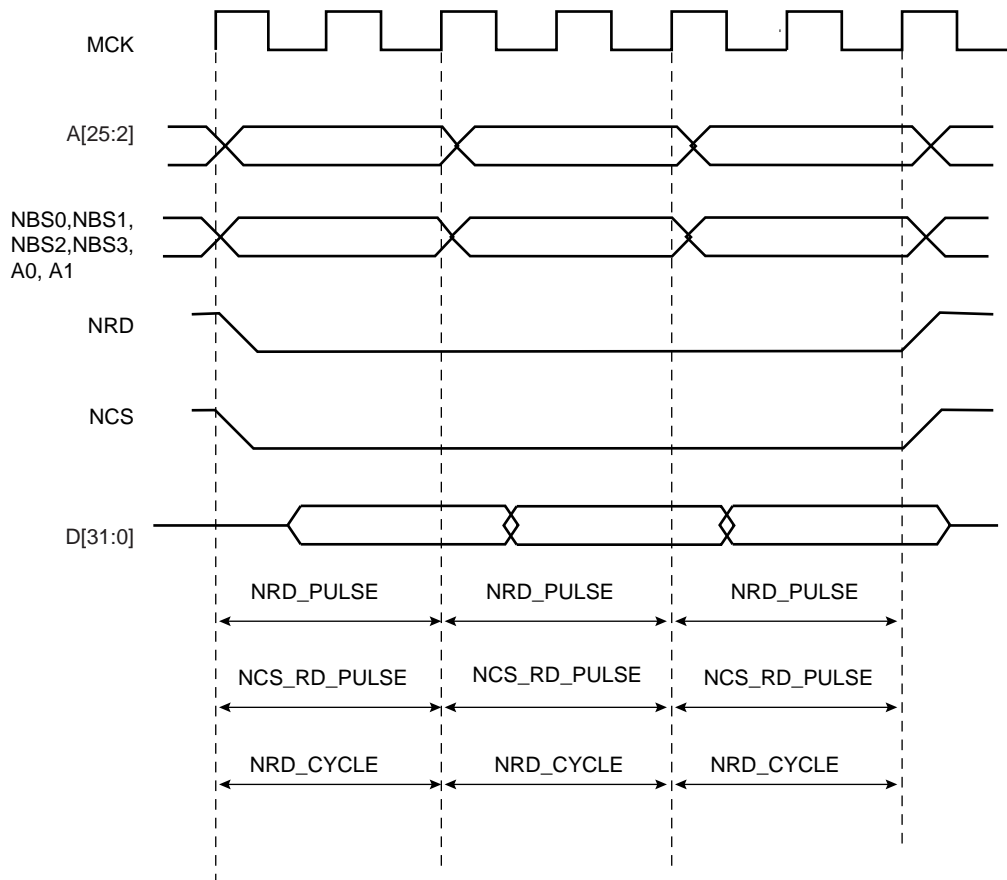 MCK
A[25:2]
NBS0,NBS1,
NBS2,NBS3,
A0, A1
NRD
NCS
D[31:0]
NRD_PULSE NRD_PULSE NRD_PULSE
NCS_RD_PULSE NCS_RD_PULSE NCS_RD_PULSE
NRD_CYCLE NRD_CYCLE NRD_CYCLE